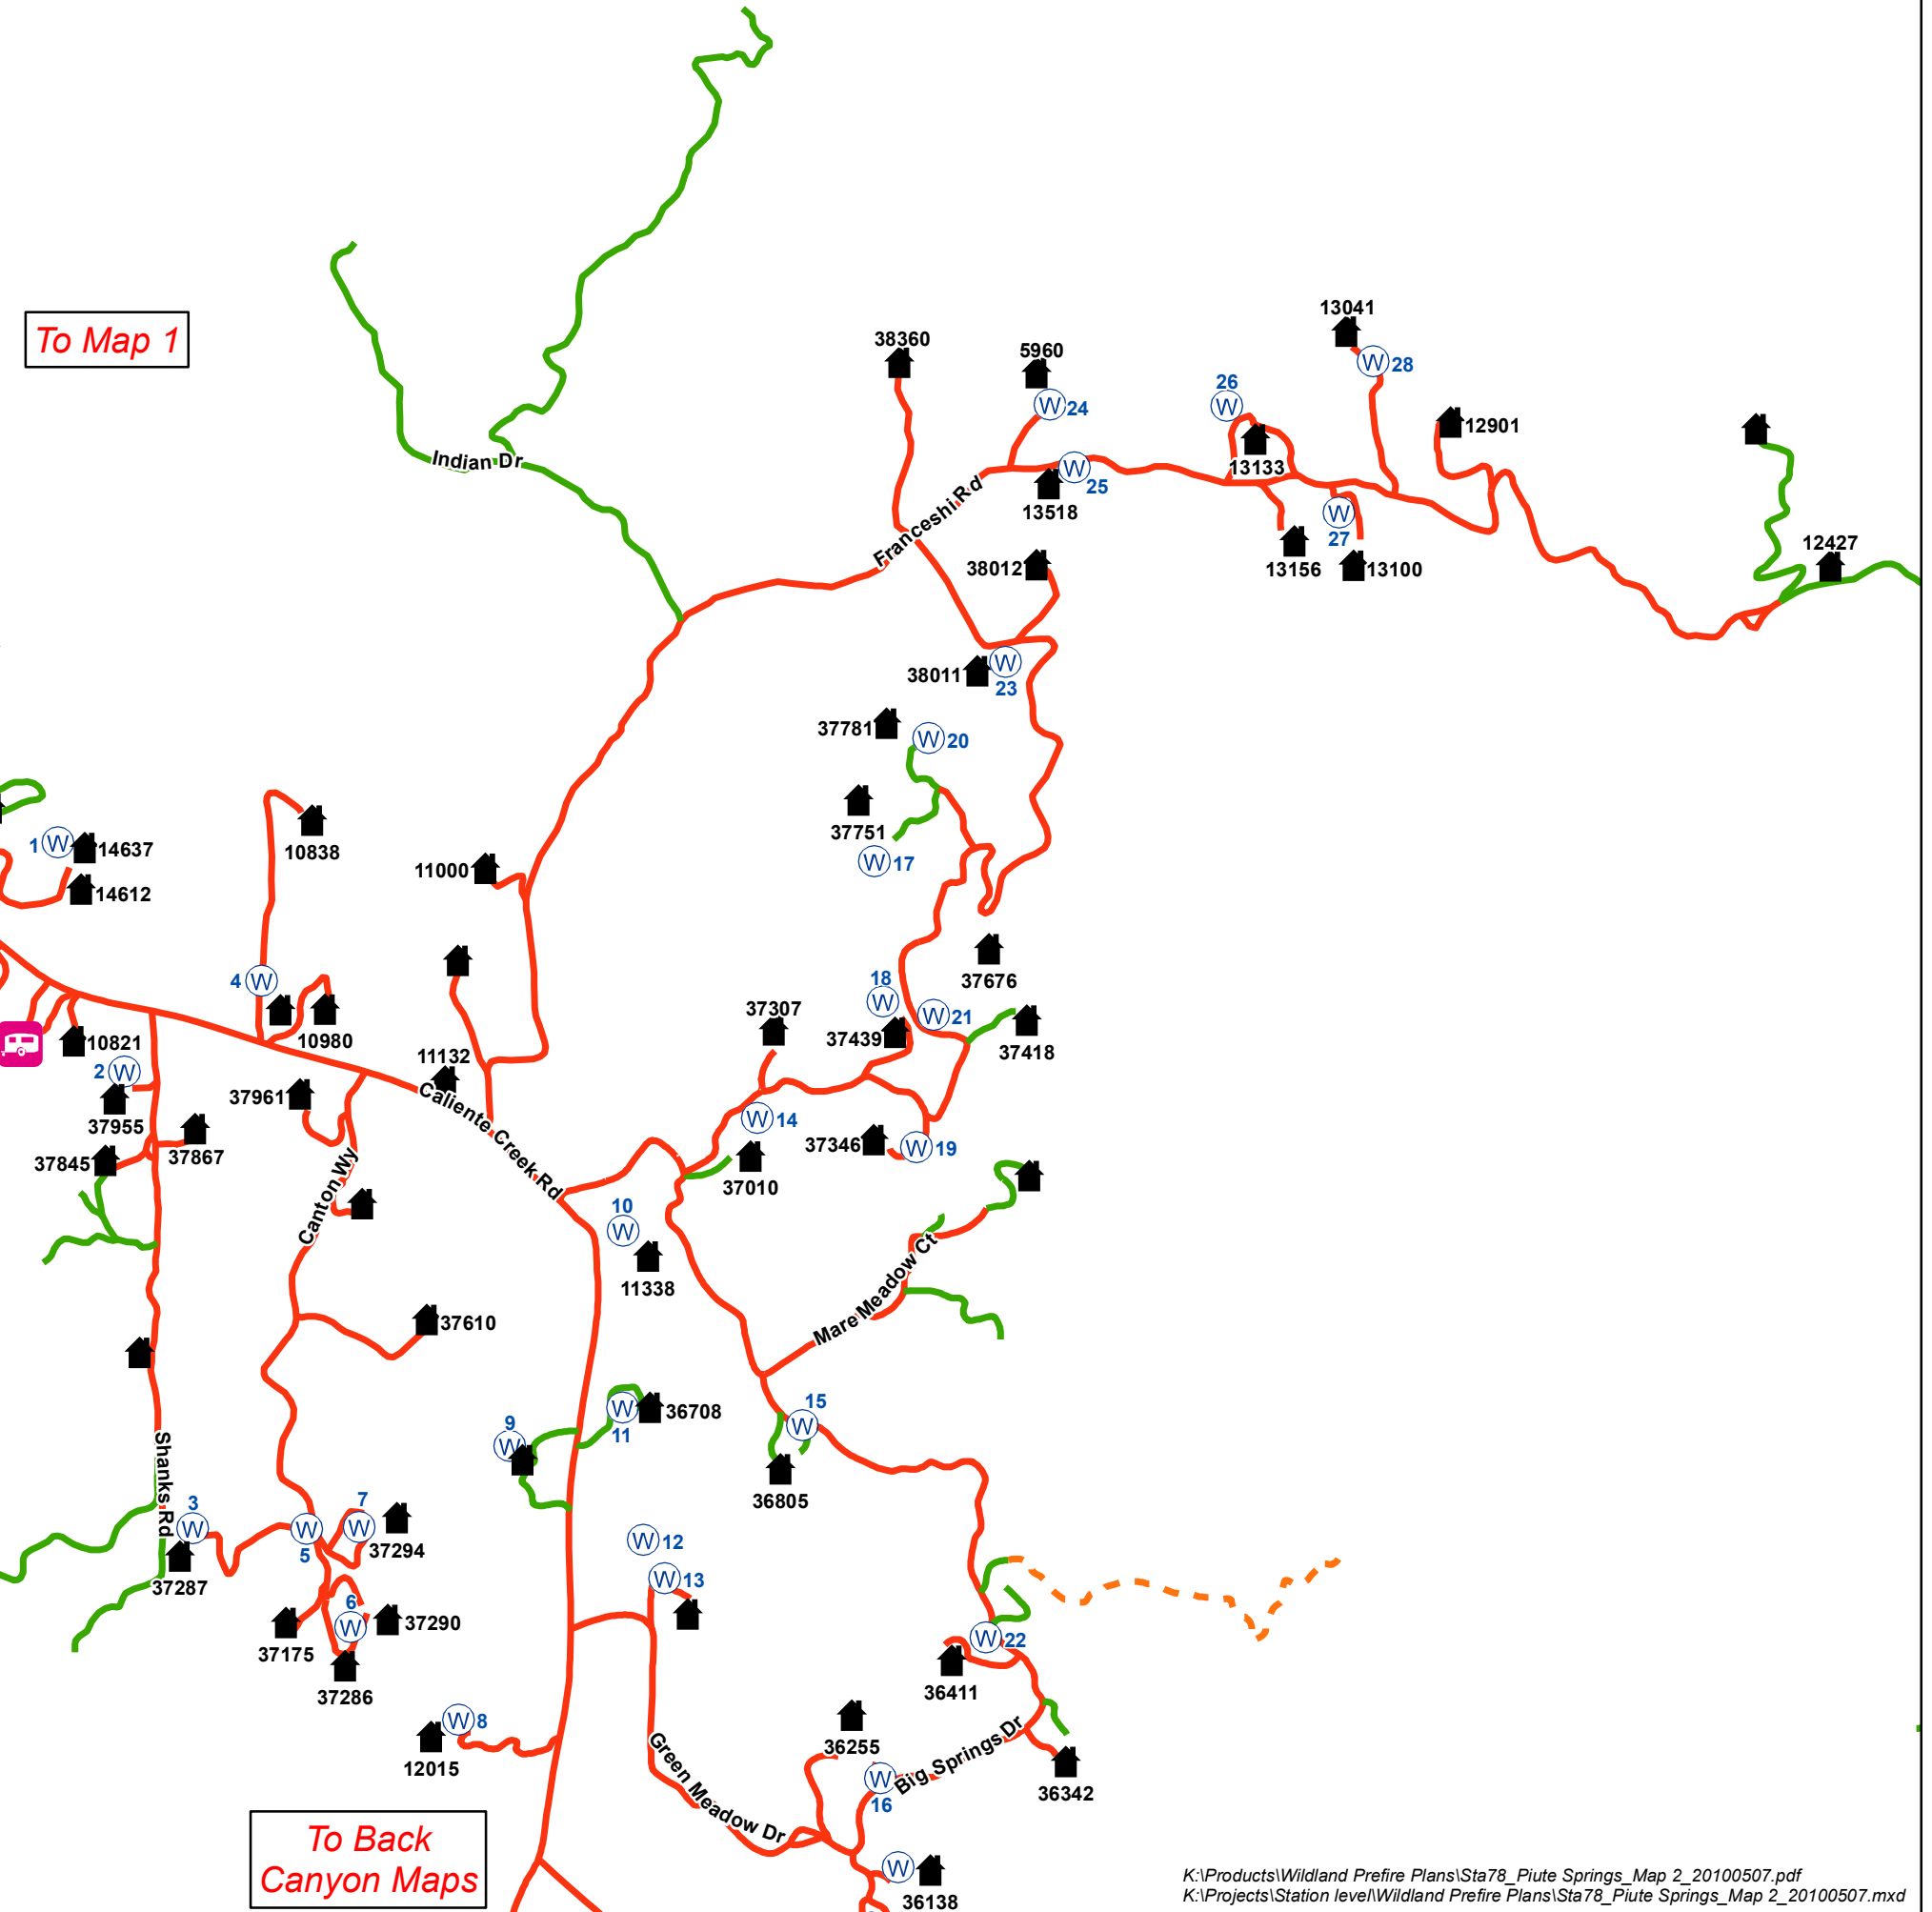 To Map 1
13041
W 28
38360
5960
W 24
26
W
13133
12901
Indian Dr
Franceshi Rd
W
25
13518
W
27
13156
13100
12427
38012
38011
W
23
37781
W 20
37751
W 17
1 W
14637
14612
10838
11000
4 W
10980
10821
2 W
37955
37961
11132
Caliente Creek Rd
37307
18
W
W 21
37439
37676
37418
W 14
37346
W 19
37010
37845
37867
Canton Wy
10
W
11338
Mare Meadow Ct
37610
W
11
36708
9
W
15
W
36805
Shanks Rd
3
W
37287
W
5
7
W
37294
W 12
W 13
6
W
37290
37175
37286
W 22
36411
W 8
12015
Green Meadow Dr
36255
W
16
Big Springs Dr
36342
W
36138
To Back
Canyon Maps
K:\Products\Wildland Prefire Plans\Sta78_Piute Springs_Map 2_20100507.pdf
K:\Projects\Station level\Wildland Prefire Plans\Sta78_Piute Springs_Map 2_20100507.mxd